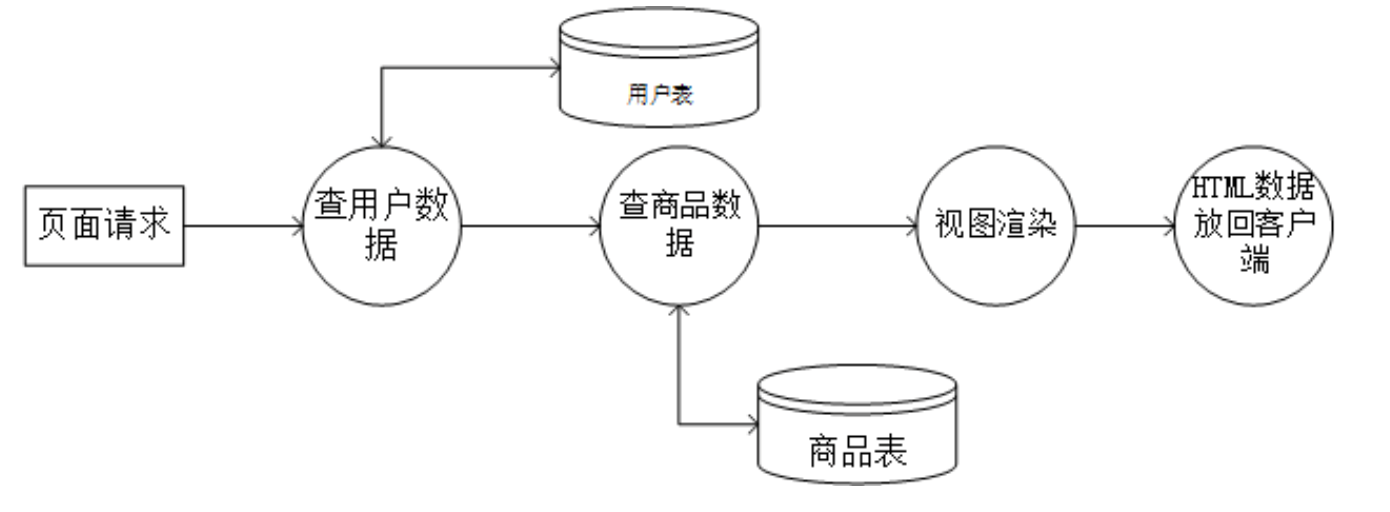 用户表
页面请求
查用户数
据
查商品数
据
视图渲染
HTML数据
放回客户
端
商品表